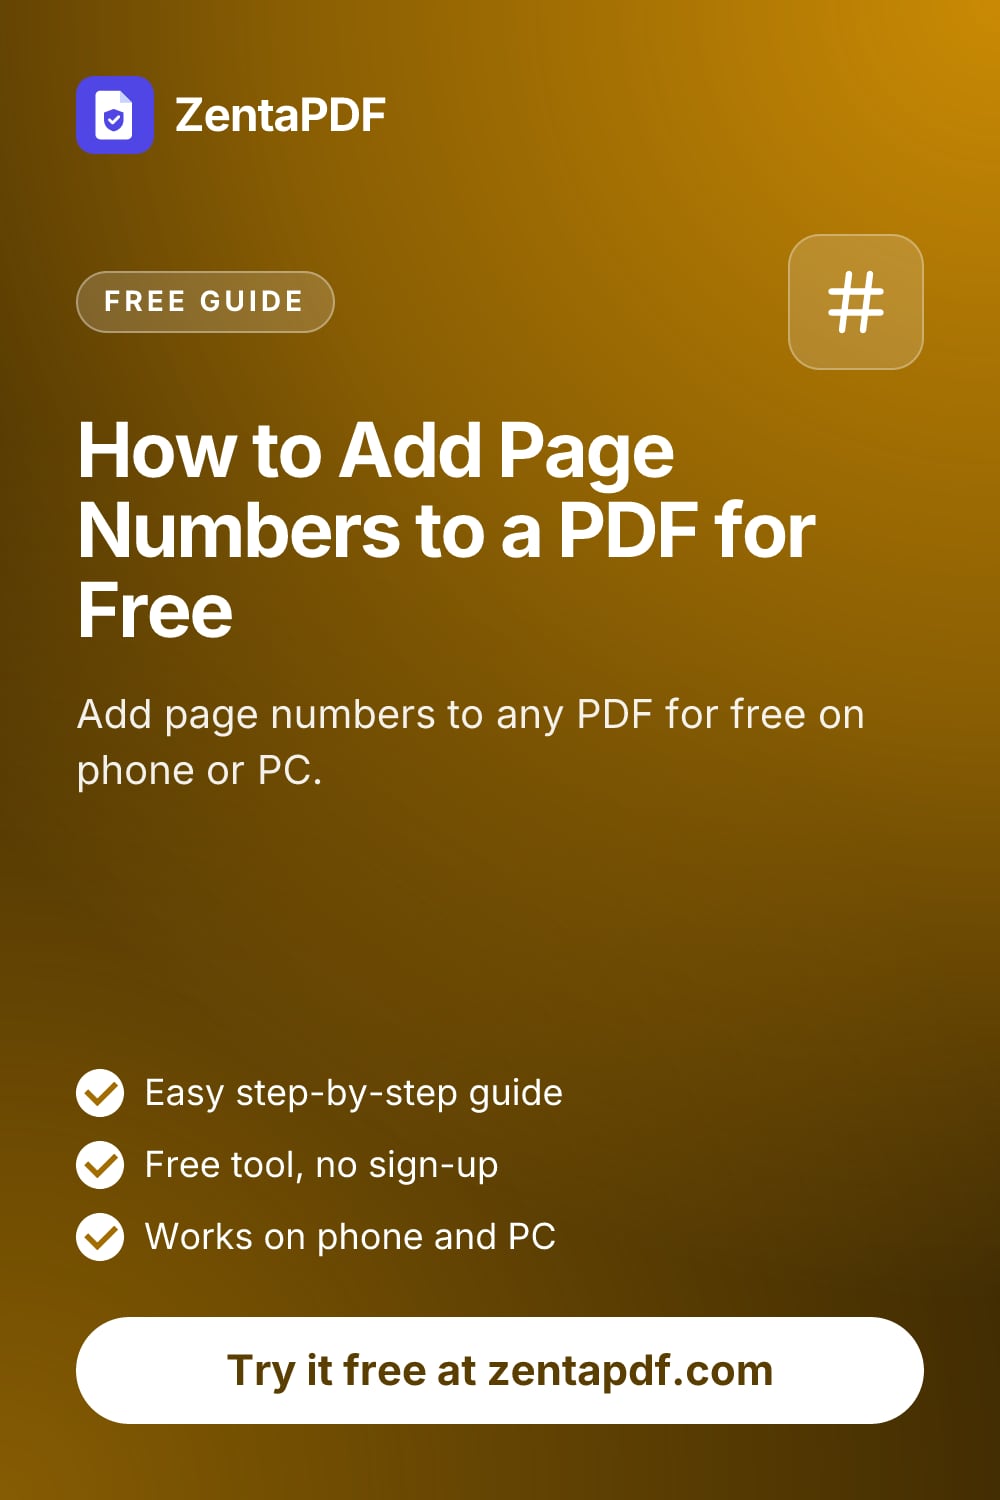 ZentaPDF
FREE GUIDE
#
How to Add Page
Numbers to a PDF for
Free
Add page numbers to any PDF for free on
phone or PC.
Easy step-by-step guide
Free tool, no sign-up
Works on phone and PC
Try it free at zentapdf.com